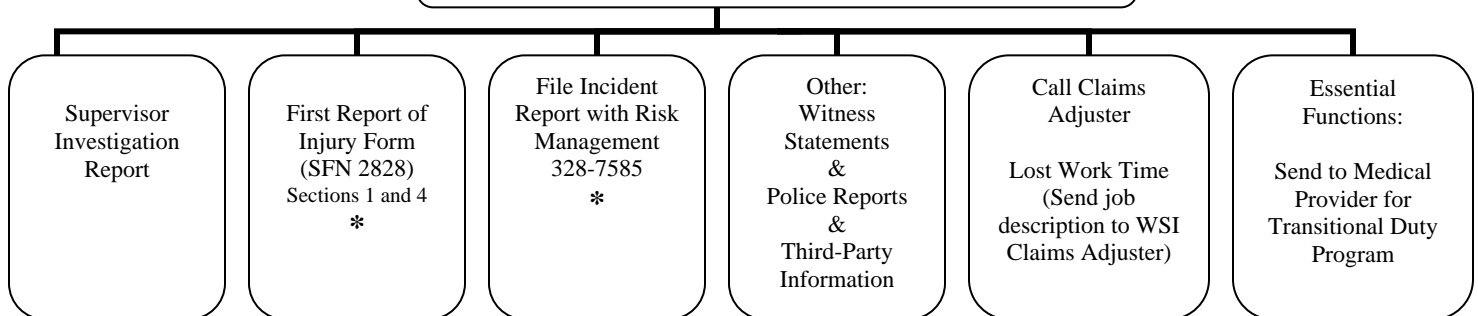 Supervisor
Investigation
Report
First Report of
Injury Form
(SFN 2828)
Sections 1 and 4
*
File Incident
Report with Risk
Management
328-7585
*
Other:
Witness
Statements
&
Police Reports
&
Third-Party
Information
Call Claims
Adjuster
Lost Work Time
(Send job
description to WSI
Claims Adjuster)
Essential
Functions:
Send to Medical
Provider for
Transitional Duty
Program